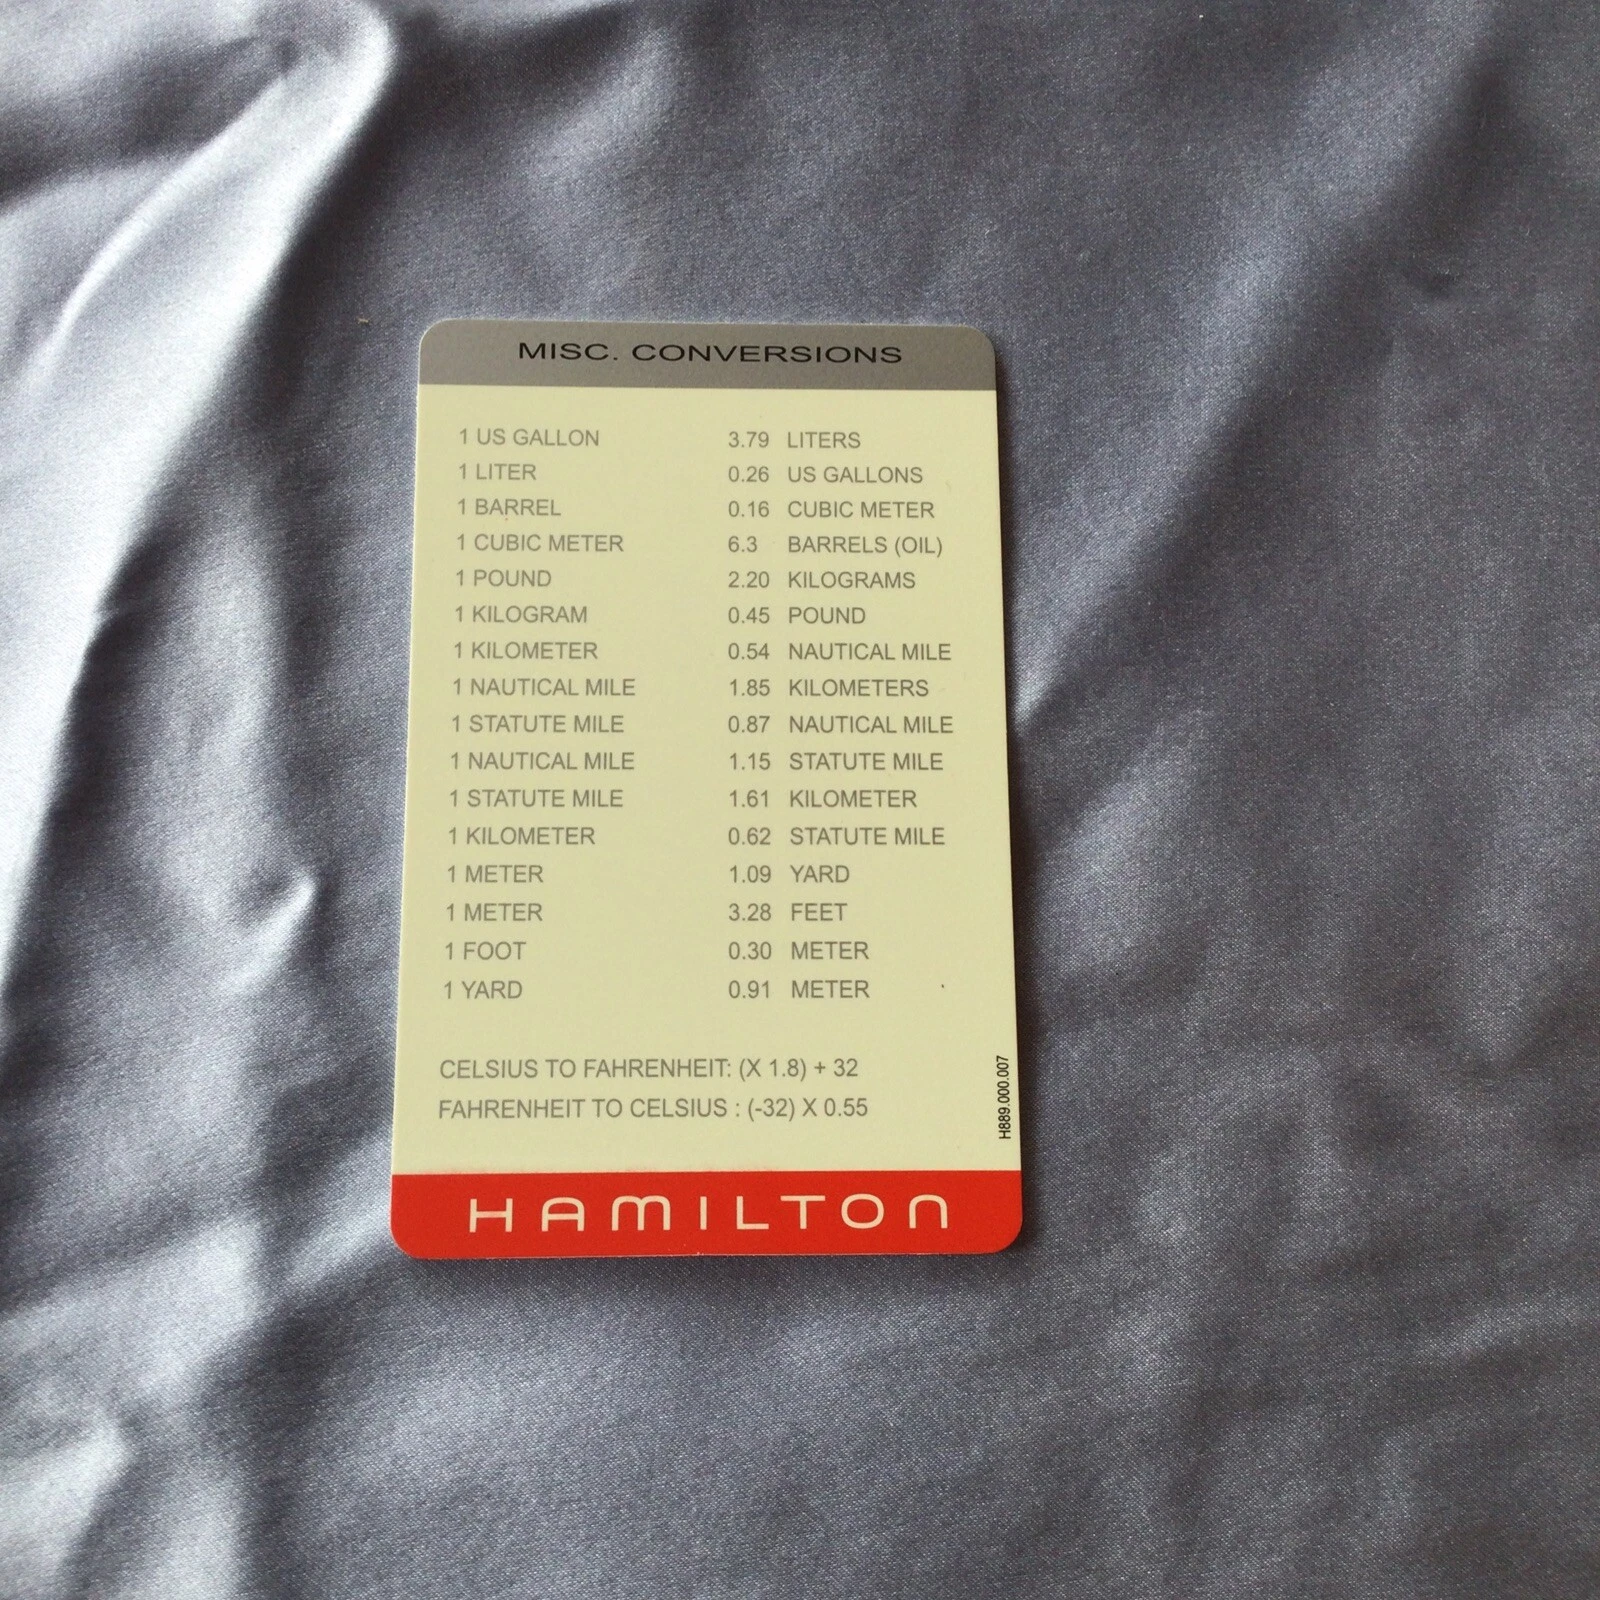 MISC. CONVERSIONS
1 US GALLON 3.79 LITERS
1 LITER 0.26 US GALLONS
1 BARREL 0.16 CUBIC METER
1 CUBIC METER 6.3 BARRELS (OIL)
1 POUND 2.20 KILOGRAMS
1 KILOGRAM 0.45 POUND
1 KILOMETER 0.54 NAUTICAL MILE
1 NAUTICAL MILE 1.85 KILOMETERS
1 STATUTE MILE 0.87 NAUTICAL MILE
1 NAUTICAL MILE 1.15 STATUTE MILE
1 STATUTE MILE 1.61 KILOMETER
1 KILOMETER 0.62 STATUTE MILE
1 METER 1.09 YARD
1 METER 3.28 FEET
1 FOOT 0.30 METER
1 YARD 0.91 METER
CELSIUS TO FAHRENHEIT: (X 1.8) + 32
FAHRENHEIT TO CELSIUS : (-32) X 0.55
H889.000.007
HAMILTON